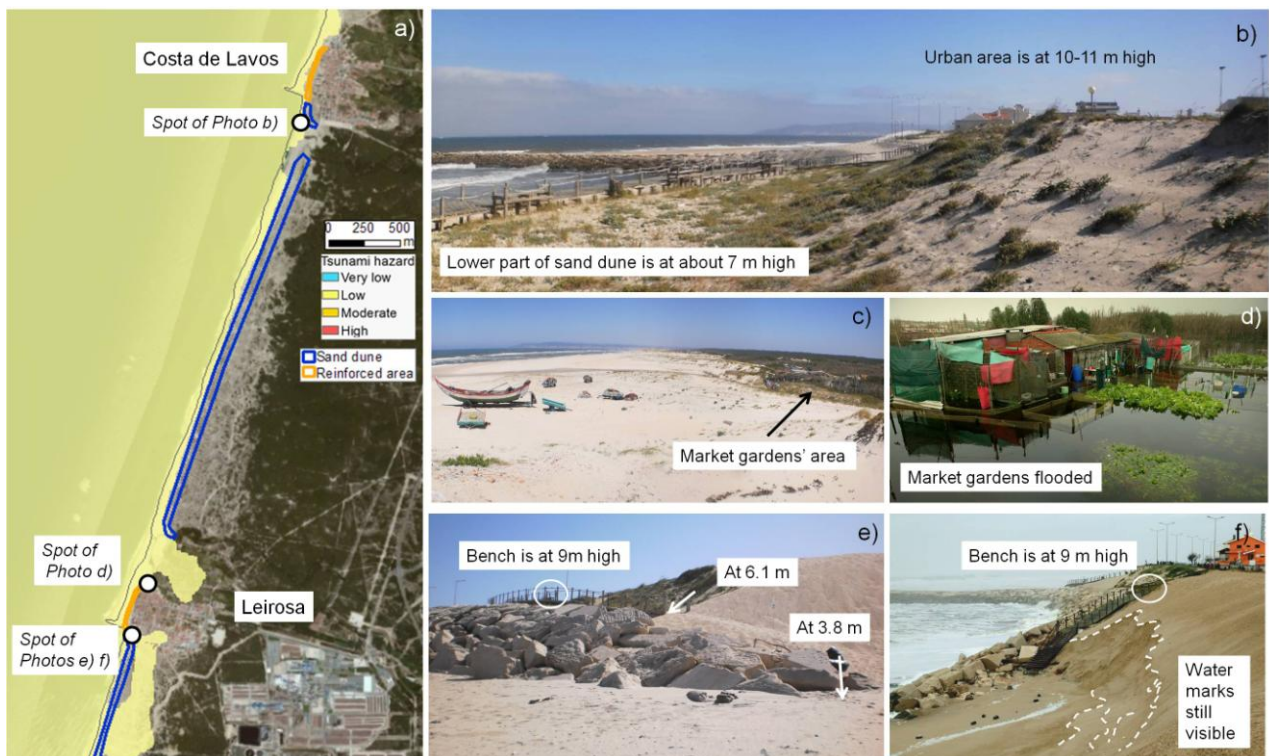 a)
Costa de Lavos
Spot of Photo b)
0 250 500
m
Tsunami hazard
Very low
Low
Moderate
High
Sand dune
Reinforced area
Spot of
Photo d)
Leirosa
Spot of
Photos e) f)
b)
Urban area is at 10-11 m high
Lower part of sand dune is at about 7 m high
c)
Market gardens' area
d)
Market gardens flooded
e)
Bench is at 9m high
At 6.1 m
At 3.8 m
f)
Bench is at 9 m high
Water
marks
still
visible